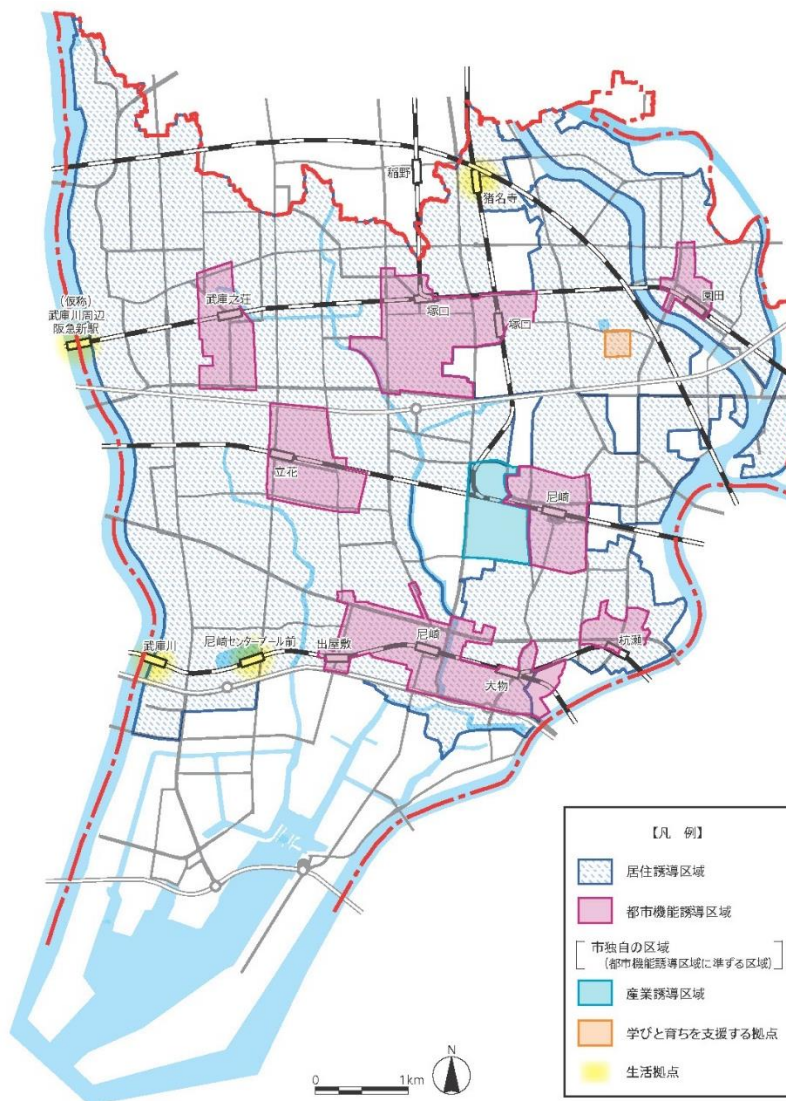 稲野
猪名寺
園田
(仮称)
武庫川周辺
阪急新駅
武庫之荘
塚口
塚口
立花
尼崎
武庫川
尼崎センタープール前
出屋敷
尼崎
大物
杭瀬
【凡 例】
居住誘導区域
都市機能誘導区域
市独自の区域
(都市機能誘導区域に準ずる区域)
産業誘導区域
学びと育ちを支援する拠点
生活拠点
N
0 1km